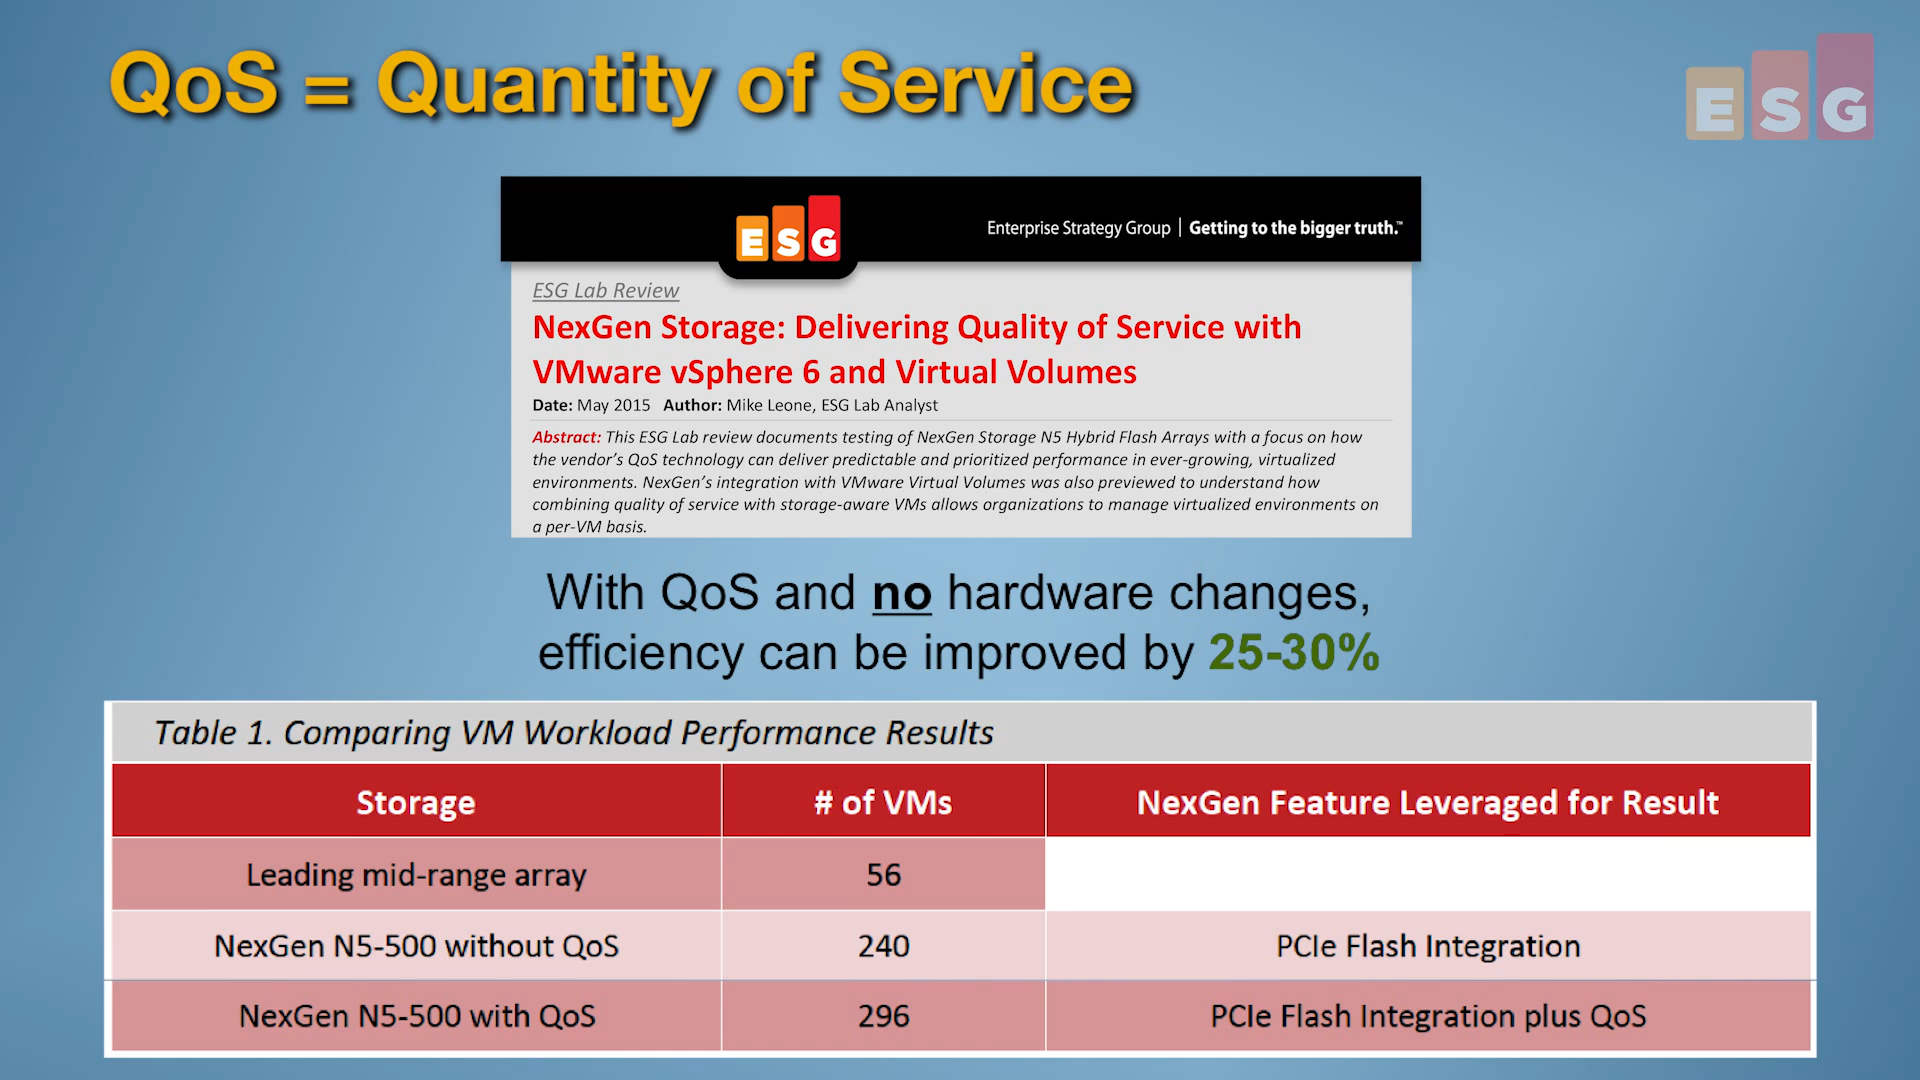 QoS = Quantity of Service
ESG
ESG
Enterprise Strategy Group | Getting to the bigger truth.™
ESG Lab Review
NexGen Storage: Delivering Quality of Service with
VMware vSphere 6 and Virtual Volumes
Date: May 2015 Author: Mike Leone, ESG Lab Analyst
Abstract: This ESG Lab review documents testing of NexGen Storage N5 Hybrid Flash Arrays with a focus on how
the vendor's QoS technology can deliver predictable and prioritized performance in ever-growing, virtualized
environments. NexGen's integration with VMware Virtual Volumes was also previewed to understand how
combining quality of service with storage-aware VMs allows organizations to manage virtualized environments on
a per-VM basis.
With QoS and no hardware changes,
efficiency can be improved by 25-30%
Table 1. Comparing VM Workload Performance Results
Storage # of VMs NexGen Feature Leveraged for Result
Leading mid-range array 56
NexGen N5-500 without QoS 240 PCIe Flash Integration
NexGen N5-500 with QoS 296 PCIe Flash Integration plus QoS